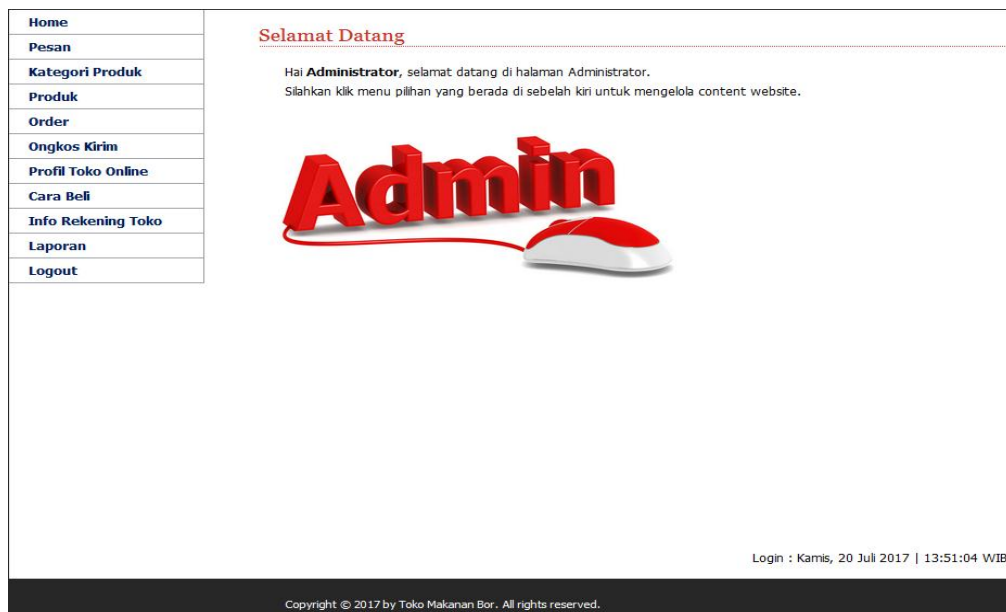 Home
Pesan
Kategori Produk
Produk
Order
Ongkos Kirim
Profil Toko Online
Cara Beli
Info Rekening Toko
Laporan
Logout
Selamat Datang
Hai Administrator, selamat datang di halaman Administrator.
Silahkan klik menu pilihan yang berada di sebelah kiri untuk mengelola content website.
Admin
Login : Kamis, 20 Juli 2017 | 13:51:04 WIB
Copyright © 2017 by Toko Makanan Bor. All rights reserved.